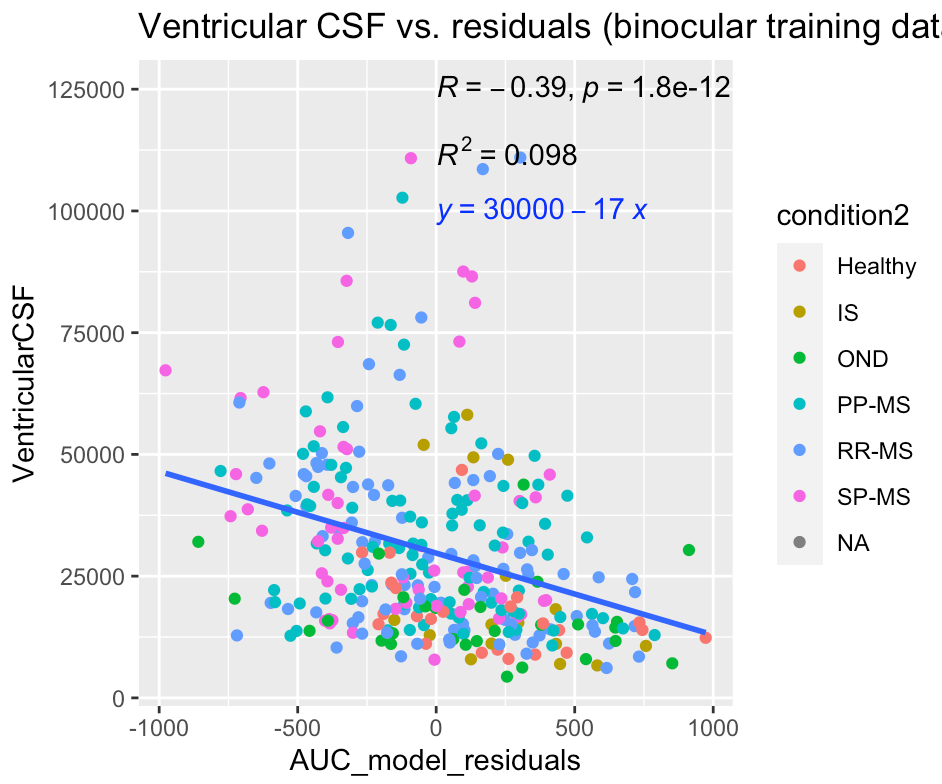 Ventricular CSF vs. residuals (binocular training dat
R = −0.39, p = 1.8e-12
R² = 0.098
y = 30000 − 17 x
VentricularCSF
125000
100000
75000
50000
25000
0
-1000 -500 0 500 1000
AUC_model_residuals
condition2
Healthy
IS
OND
PP-MS
RR-MS
SP-MS
NA